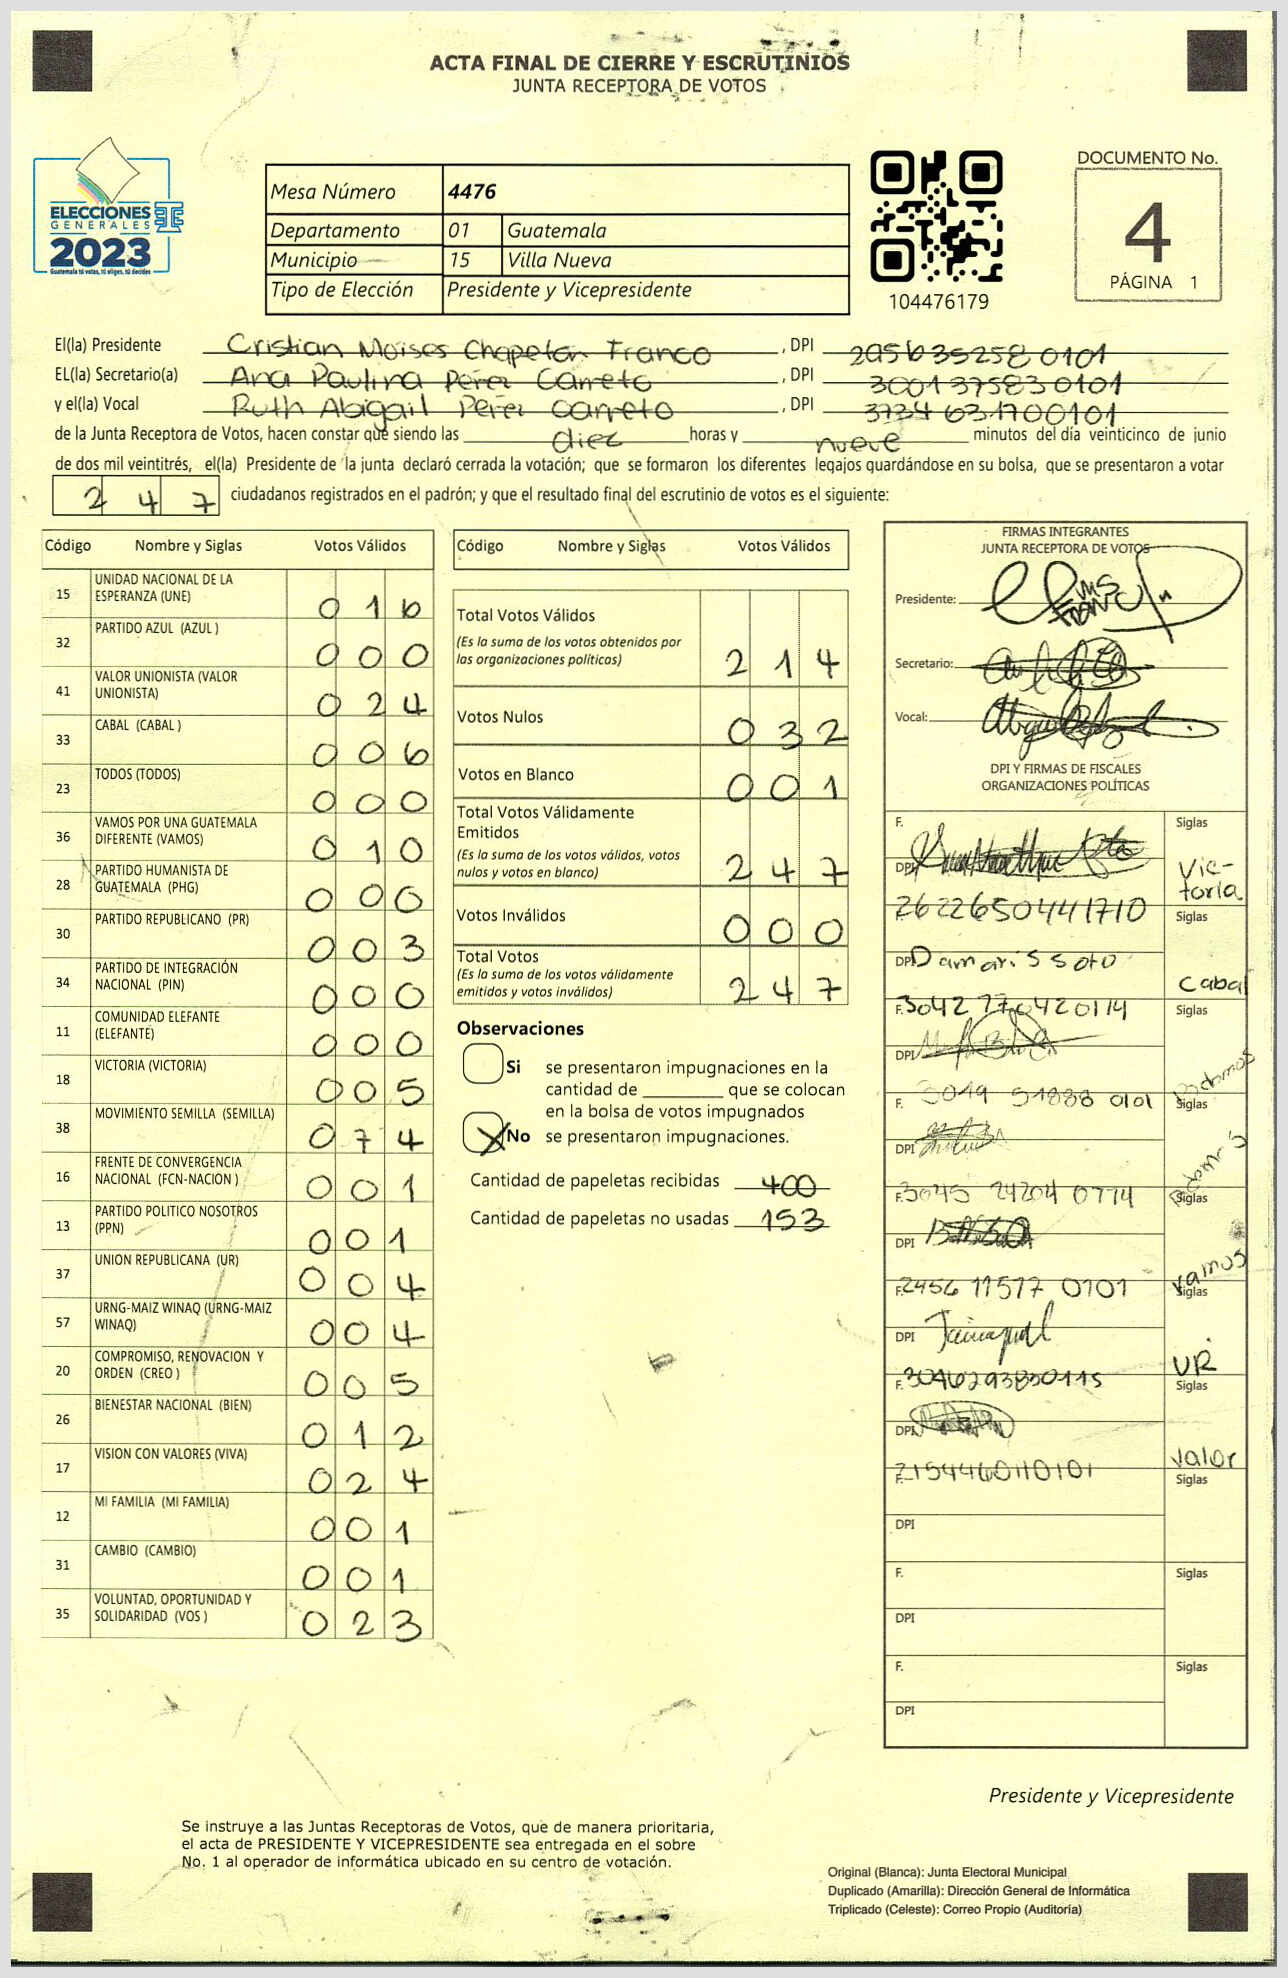 ACTA FINAL DE CIERRE Y ESCRUTINIOS
JUNTA RECEPTORA DE VOTOS
ELECCIONES
GENERALES
2023
Guatemala tú votas, tú eliges, tú decides
Mesa Número 4476
Departamento 01 Guatemala
Municipio 15 Villa Nueva
Tipo de Elección Presidente y Vicepresidente
104476179
DOCUMENTO No.
4
PÁGINA 1
El(la) Presidente Cristian Moises Chapetón Franco, DPI 295635258 0101
EL(la) Secretario(a) Ana Paulina Pérez Carreto, DPI 3001 37583 0101
y el(la) Vocal Ruth Abigail Pérez Carreto, DPI 3734 63170 0101
de la Junta Receptora de Votos, hacen constar que siendo las diez horas y nueve minutos del día veinticinco de junio
de dos mil veintitrés, el(la) Presidente de la junta declaró cerrada la votación; que se formaron los diferentes legajos guardándose en su bolsa, que se presentaron a votar
2 4 7 ciudadanos registrados en el padrón; y que el resultado final del escrutinio de votos es el siguiente:
Código Nombre y Siglas Votos Válidos
15 UNIDAD NACIONAL DE LA
ESPERANZA (UNE) 0 1 6
32 PARTIDO AZUL (AZUL) 0 0 0
41 VALOR UNIONISTA (VALOR
UNIONISTA) 0 2 4
33 CABAL (CABAL) 0 0 6
23 TODOS (TODOS) 0 0 0
36 VAMOS POR UNA GUATEMALA
DIFERENTE (VAMOS) 0 1 0
28 PARTIDO HUMANISTA DE
GUATEMALA (PHG) 0 0 0
30 PARTIDO REPUBLICANO (PR) 0 0 3
34 PARTIDO DE INTEGRACIÓN
NACIONAL (PIN) 0 0 0
11 COMUNIDAD ELEFANTE
(ELEFANTE) 0 0 0
18 VICTORIA (VICTORIA) 0 0 5
38 MOVIMIENTO SEMILLA (SEMILLA) 0 7 4
16 FRENTE DE CONVERGENCIA
NACIONAL (FCN-NACION) 0 0 1
13 PARTIDO POLITICO NOSOTROS
(PPN) 0 0 1
37 UNION REPUBLICANA (UR) 0 0 4
57 URNG-MAIZ WINAQ (URNG-MAIZ
WINAQ) 0 0 4
20 COMPROMISO, RENOVACION Y
ORDEN (CREO) 0 0 5
26 BIENESTAR NACIONAL (BIEN) 0 1 2
17 VISION CON VALORES (VIVA) 0 2 4
12 MI FAMILIA (MI FAMILIA) 0 0 1
31 CAMBIO (CAMBIO) 0 0 1
35 VOLUNTAD, OPORTUNIDAD Y
SOLIDARIDAD (VOS) 0 2 3
Código Nombre y Siglas Votos Válidos
Total Votos Válidos
(Es la suma de los votos obtenidos por
las organizaciones políticas) 2 1 4
Votos Nulos 0 3 2
Votos en Blanco 0 0 1
Total Votos Válidamente
Emitidos
(Es la suma de los votos válidos, votos
nulos y votos en blanco) 2 4 7
Votos Inválidos 0 0 0
Total Votos
(Es la suma de los votos válidamente
emitidos y votos inválidos) 2 4 7
Observaciones
Si se presentaron impugnaciones en la
cantidad de ________ que se colocan
en la bolsa de votos impugnados
X No se presentaron impugnaciones.
Cantidad de papeletas recibidas 400
Cantidad de papeletas no usadas 153
FIRMAS INTEGRANTES
JUNTA RECEPTORA DE VOTOS
Presidente:
Secretario:
Vocal:
DPI Y FIRMAS DE FISCALES
ORGANIZACIONES POLÍTICAS
F. Siglas
DPI Victoria
2622650441710
F. Siglas
DPI Damaris Soto
Cabal
F. 3042 770420114 Siglas
DPI
Podemos
F. 3019 51888 0101 Siglas
DPI
F. 3045 24204 0774 Siglas
DPI
Vamos
F. 2456 11577 0101 Siglas
DPI
UR
F. 3046293830115 Siglas
DPI
Valor
F. 2154460110101 Siglas
DPI
F. Siglas
DPI
F. Siglas
DPI
Presidente y Vicepresidente
Se instruye a las Juntas Receptoras de Votos, que de manera prioritaria,
el acta de PRESIDENTE Y VICEPRESIDENTE sea entregada en el sobre
No. 1 al operador de informática ubicado en su centro de votación.
Original (Blanca): Junta Electoral Municipal
Duplicado (Amarilla): Dirección General de Informática
Triplicado (Celeste): Correo Propio (Auditoría)